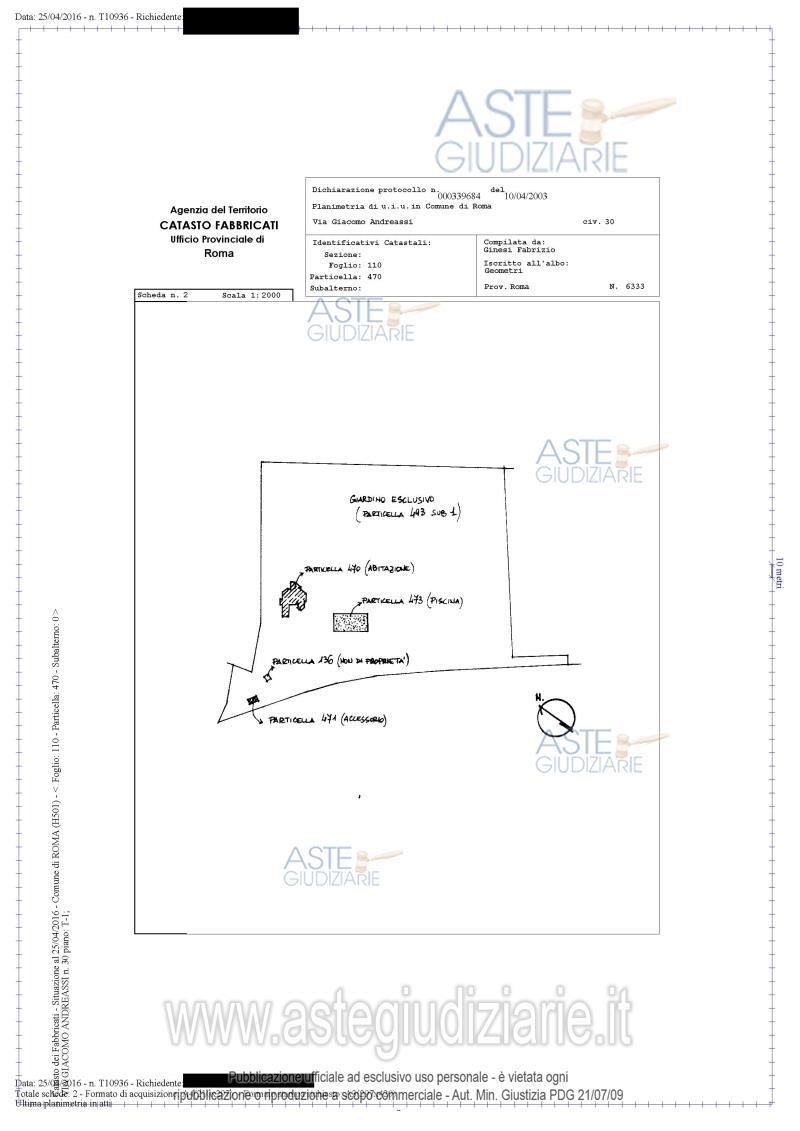 Data: 25/04/2016 - n. T10936 - Richiedente:
ASTE
GIUDIZIARIE
Agenzia del Territorio
CATASTO FABBRICATI
Ufficio Provinciale di
Roma
Dichiarazione protocollo n. 000339684 del 10/04/2003
Planimetria di u.i.u. in Comune di Roma
Via Giacomo Andreassi civ. 30
Identificativi Catastali:
Sezione:
Foglio: 110
Particella: 470
Subalterno:
Compilata da:
Ginesi Fabrizio
Iscritto all'albo:
Geometri
Prov. Roma N. 6333
Scheda n. 2 Scala 1: 2000
ASTE
GIUDIZIARIE
ASTE
GIUDIZIARIE
GIARDINO ESCLUSIVO
(PARTICELLA 493 SUB 1)
PARTICELLA 470 (ABITAZIONE)
PARTICELLA 473 (PISCINA)
PARTICELLA 136 (NON DI PROPRIETA')
PARTICELLA 471 (ACCESSORIO)
N.
ASTE
GIUDIZIARIE
ASTE
GIUDIZIARIE
10 metri
Catasto dei Fabbricati - Situazione al 25/04/2016 - Comune di ROMA (H501) - < Foglio: 110 - Particella: 470 - Subalterno: 0 >
VIA GIACOMO ANDREASSI n. 30 piano: T-1;
www.astegiudiziarie.it
Data: 25/04/2016 - n. T10936 - Richiedente:
Totale schede: 2 - Formato di acquisizione:
Ultima planimetria in atti
Pubblicazione ufficiale ad esclusivo uso personale - è vietata ogni
ripubblicazione o riproduzione a scopo commerciale - Aut. Min. Giustizia PDG 21/07/09